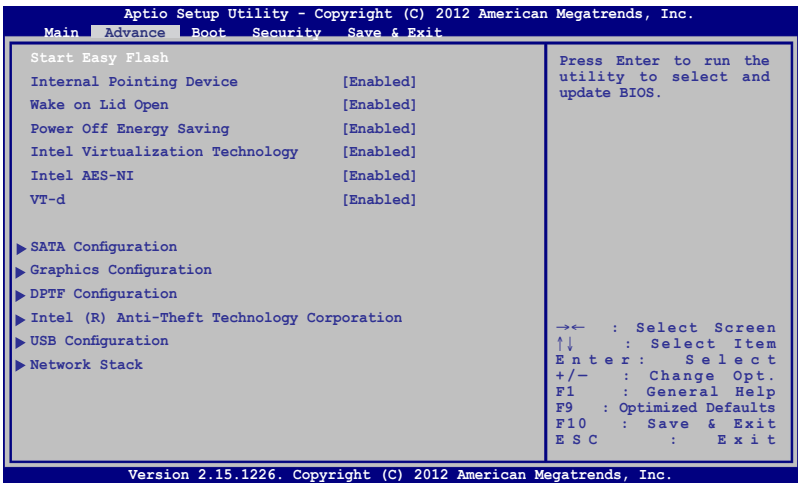 Aptio Setup Utility - Copyright (C) 2012 American Megatrends, Inc.
Main Advance Boot Security Save & Exit
Start Easy Flash
Internal Pointing Device [Enabled]
Wake on Lid Open [Enabled]
Power Off Energy Saving [Enabled]
Intel Virtualization Technology [Enabled]
Intel AES-NI [Enabled]
VT-d [Enabled]
SATA Configuration
Graphics Configuration
DPTF Configuration
Intel (R) Anti-Theft Technology Corporation
USB Configuration
Network Stack
Press Enter to run the
utility to select and
update BIOS.
→← : Select Screen
↑↓ : Select Item
Enter: Select
+/— : Change Opt.
F1 : General Help
F9 : Optimized Defaults
F10 : Save & Exit
ESC : Exit
Version 2.15.1226. Copyright (C) 2012 American Megatrends, Inc.